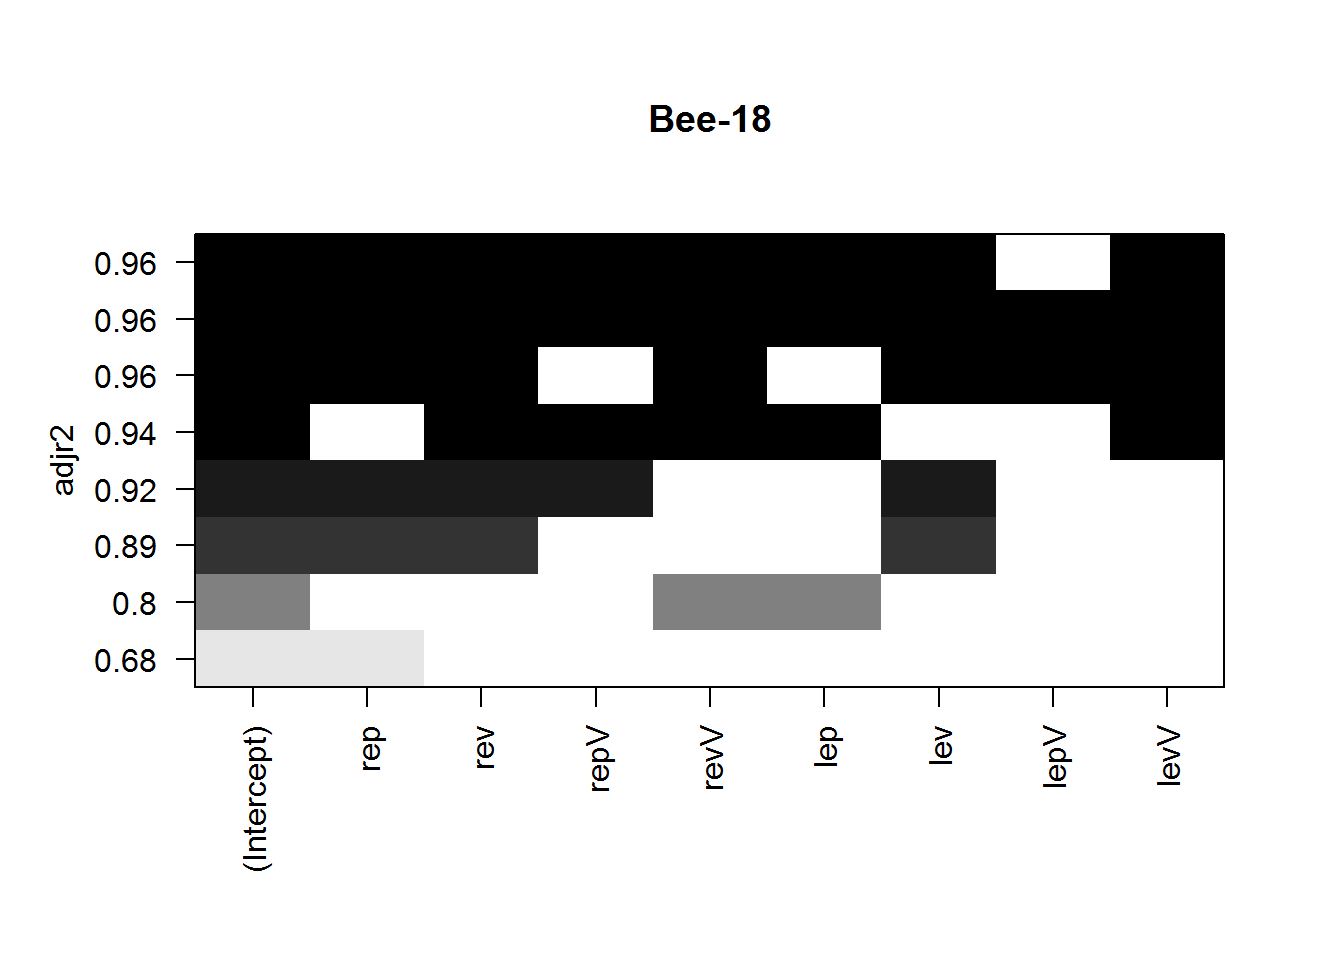 Bee-18
adjr2
0.96
0.96
0.96
0.94
0.92
0.89
0.8
0.68
(Intercept)
rep
rev
repV
revV
lep
lev
lepV
levV